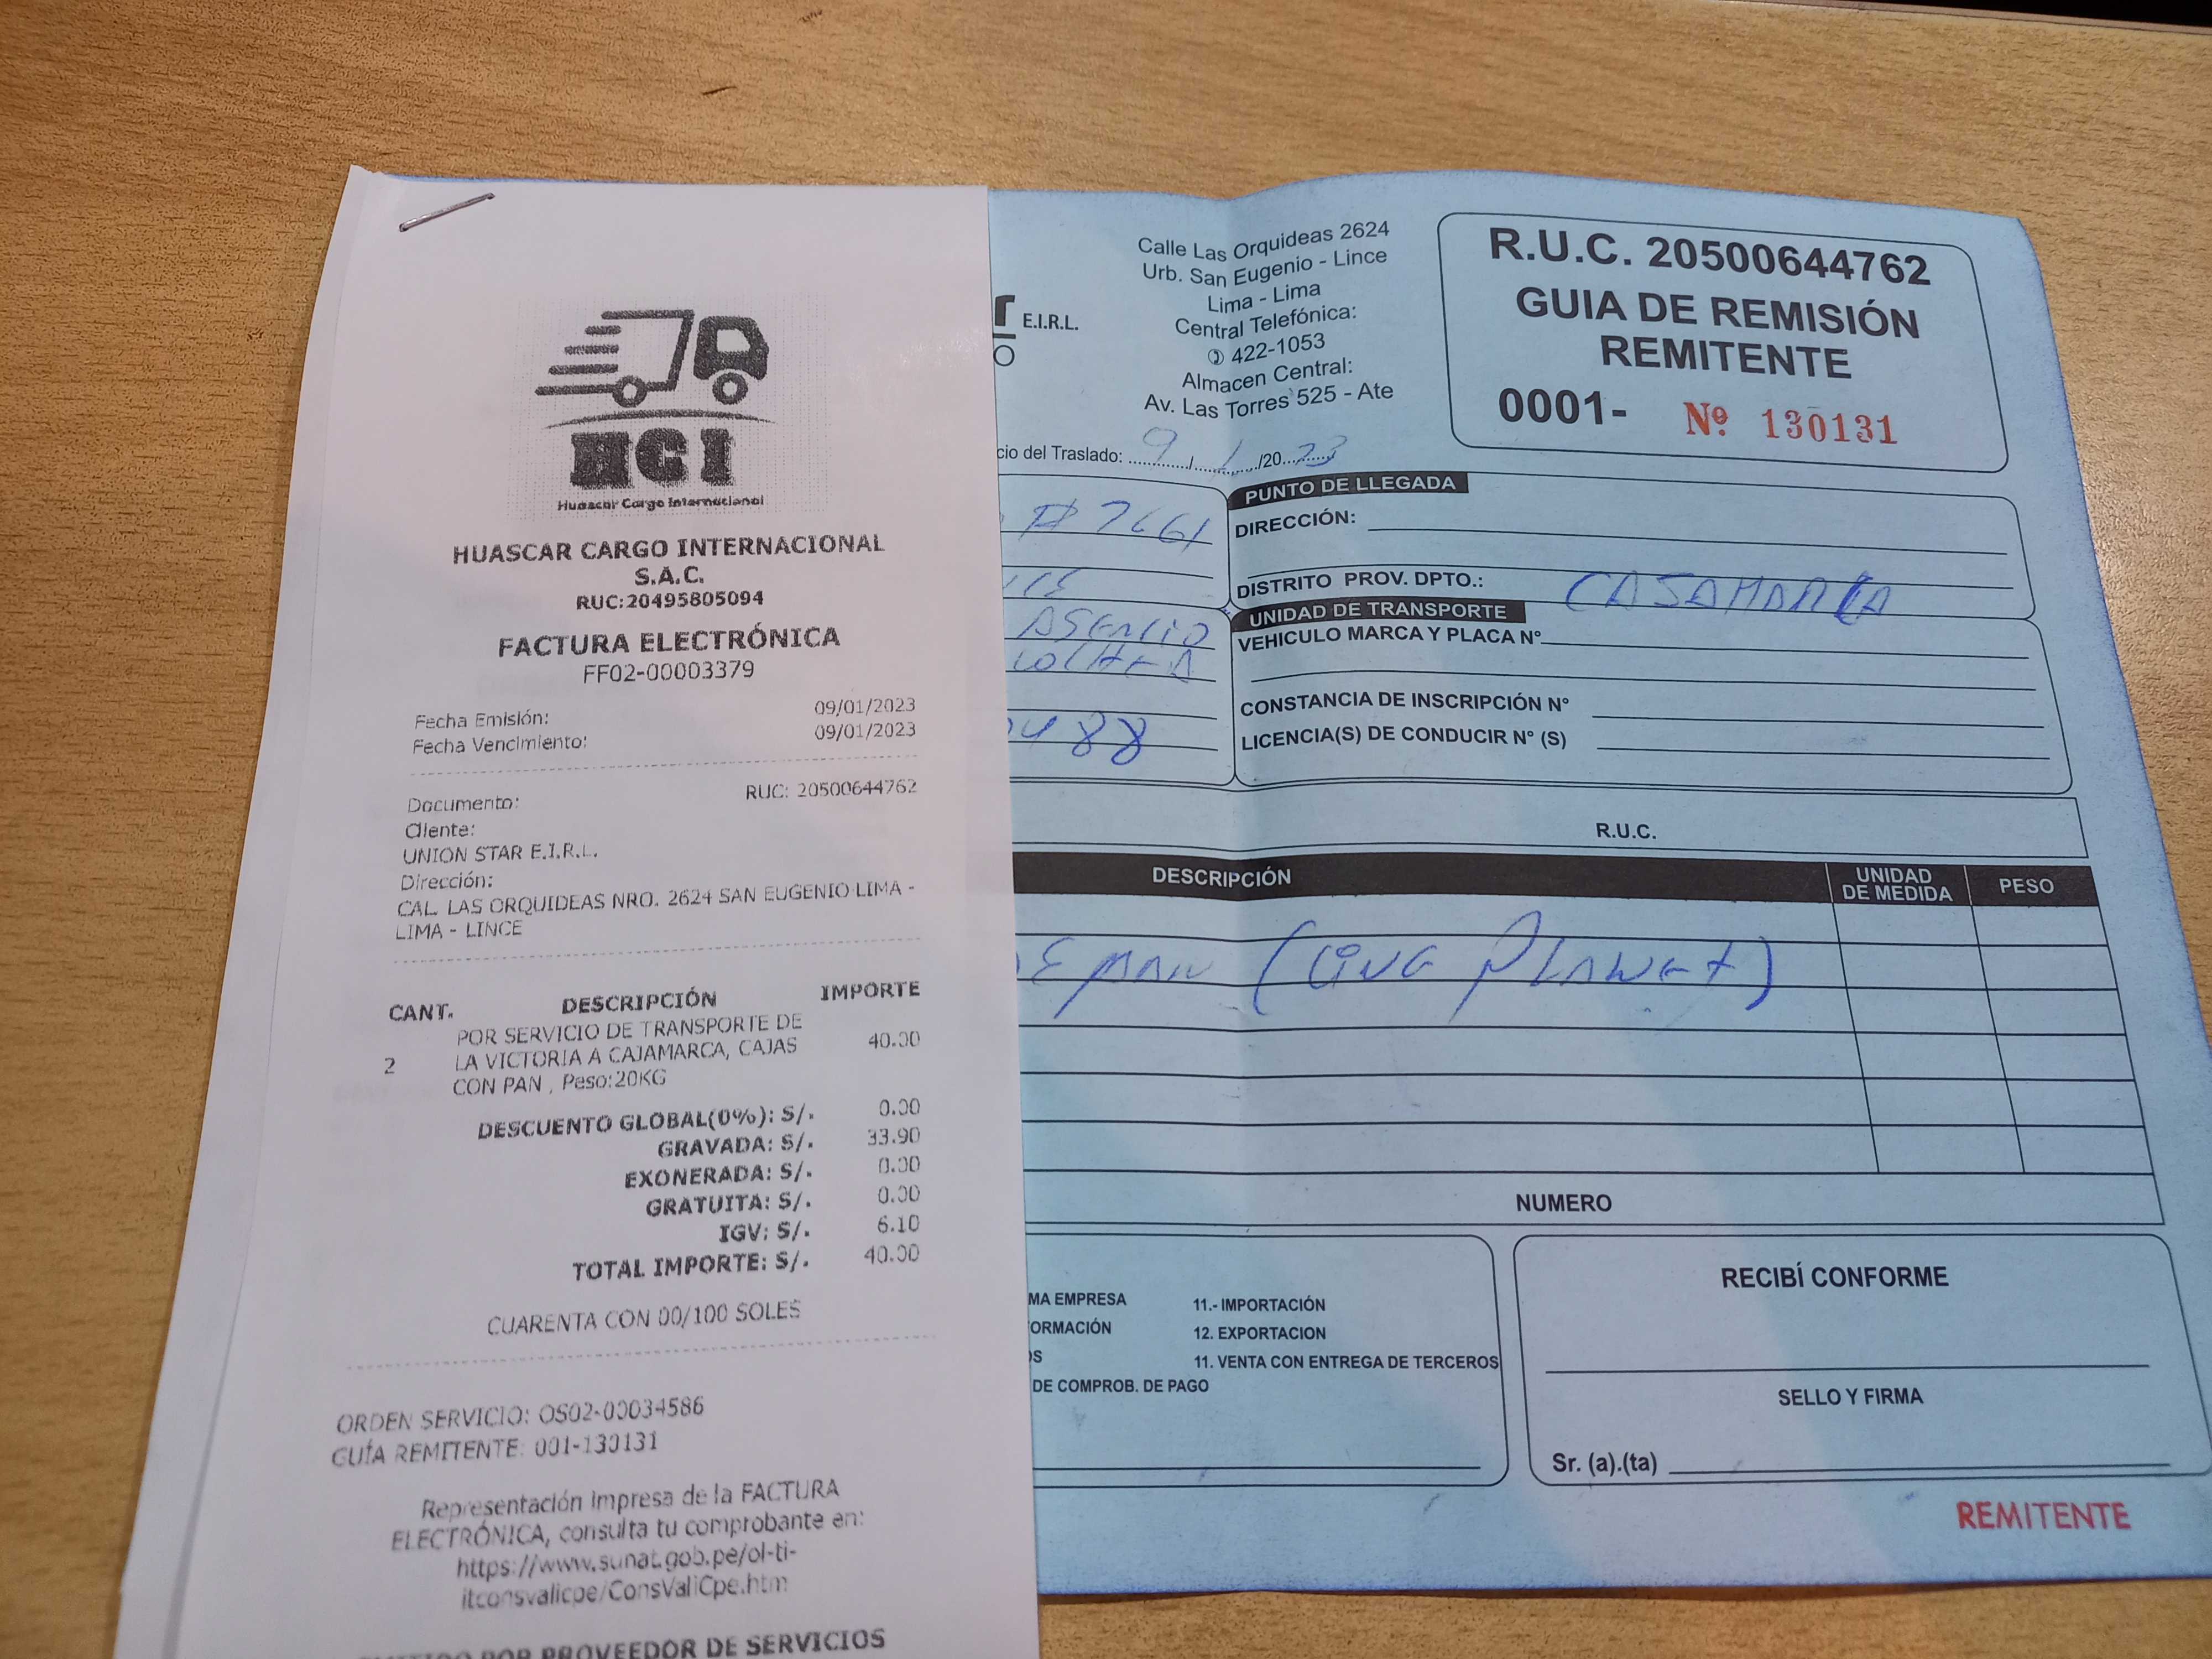 HCI
Huascar Cargo Internacional
HUASCAR CARGO INTERNACIONAL
S.A.C.
RUC:20495805094
FACTURA ELECTRÓNICA
FF02-00003379
Fecha Emisión: 09/01/2023
Fecha Vencimiento: 09/01/2023
Documento: RUC: 20500644762
Cliente:
UNION STAR E.I.R.L.
Dirección:
CAL. LAS ORQUIDEAS NRO. 2624 SAN EUGENIO LIMA -
LIMA - LINCE
CANT. DESCRIPCIÓN IMPORTE
POR SERVICIO DE TRANSPORTE DE
2 LA VICTORIA A CAJAMARCA, CAJAS 40.00
CON PAN , Peso:20KG
DESCUENTO GLOBAL(0%): S/. 0.00
GRAVADA: S/. 33.90
EXONERADA: S/. 0.00
GRATUITA: S/. 0.00
IGV: S/. 6.10
TOTAL IMPORTE: S/. 40.00
CUARENTA CON 00/100 SOLES
ORDEN SERVICIO: OS02-00034586
GUÍA REMITENTE: 001-130131
Representación impresa de la FACTURA
ELECTRÓNICA, consulta tu comprobante en:
https://www.sunat.gob.pe/ol-ti-
itconsvalicpe/ConsValiCpe.htm
POR PROVEEDOR DE SERVICIOS
r E.I.R.L.
O
Calle Las Orquideas 2624
Urb. San Eugenio - Lince
Lima - Lima
Central Telefónica:
422-1053
Almacen Central:
Av. Las Torres 525 - Ate
R.U.C. 20500644762
GUIA DE REMISIÓN
REMITENTE
0001- Nº 130131
cio del Traslado: 9/1/2023
# 7661
ASENCIO
488
PUNTO DE LLEGADA
DIRECCIÓN:
DISTRITO PROV. DPTO.: CAJAMARCA
UNIDAD DE TRANSPORTE
VEHICULO MARCA Y PLACA N°
CONSTANCIA DE INSCRIPCIÓN N°
LICENCIA(S) DE CONDUCIR N° (S)
R.U.C.
DESCRIPCIÓN UNIDAD DE MEDIDA PESO
NUMERO
MA EMPRESA 11.- IMPORTACIÓN
ORMACIÓN 12. EXPORTACION
OS 11. VENTA CON ENTREGA DE TERCEROS
DE COMPROB. DE PAGO
RECIBÍ CONFORME
SELLO Y FIRMA
Sr. (a).(ta)
REMITENTE